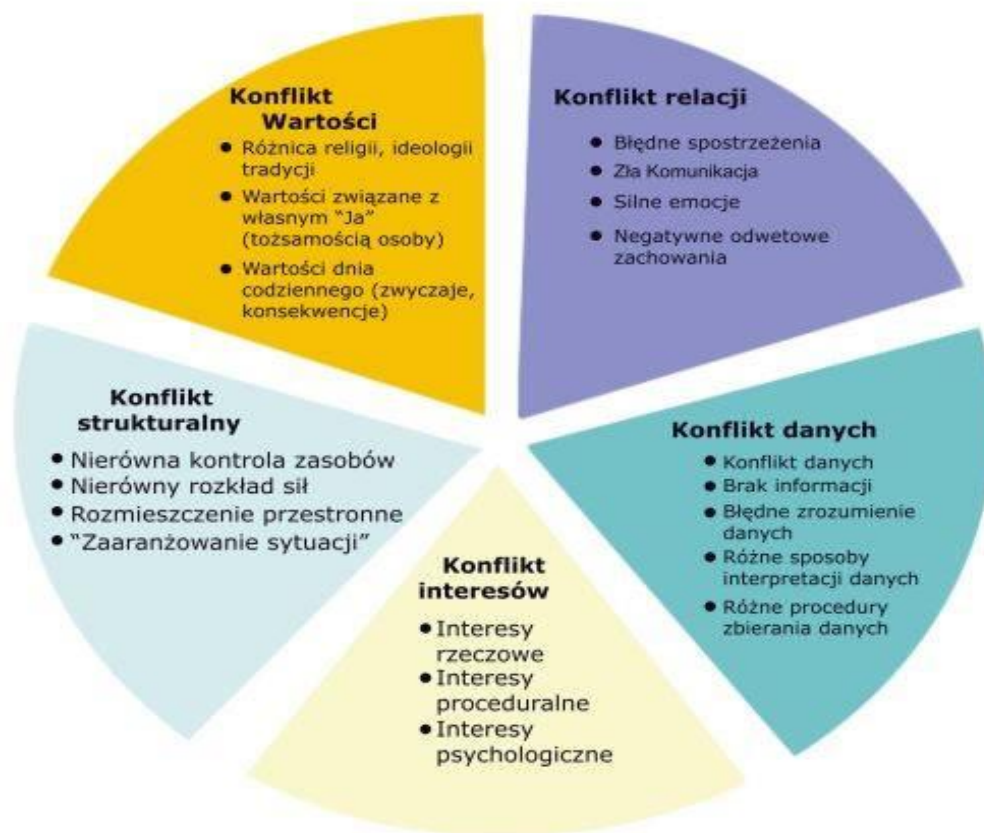 Konflikt
Wartości
● Różnica religii, ideologii
tradycji
● Wartości związane z
własnym “Ja”
(tożsamością osoby)
● Wartości dnia
codziennego (zwyczaje,
konsekwencje)
Konflikt relacji
● Błędne spostrzeżenia
● Zła Komunikacja
● Silne emocje
● Negatywne odwetowe
zachowania
Konflikt danych
● Konflikt danych
● Brak informacji
● Błędne zrozumienie
danych
● Różne sposoby
interpretacji danych
● Różne procedury
zbierania danych
Konflikt
interesów
● Interesy
rzeczowe
● Interesy
proceduralne
● Interesy
psychologiczne
Konflikt
strukturalny
● Nierówna kontrola zasobów
● Nierówny rozkład sił
● Rozmieszczenie przestronne
● “Zaaranżowanie sytuacji”